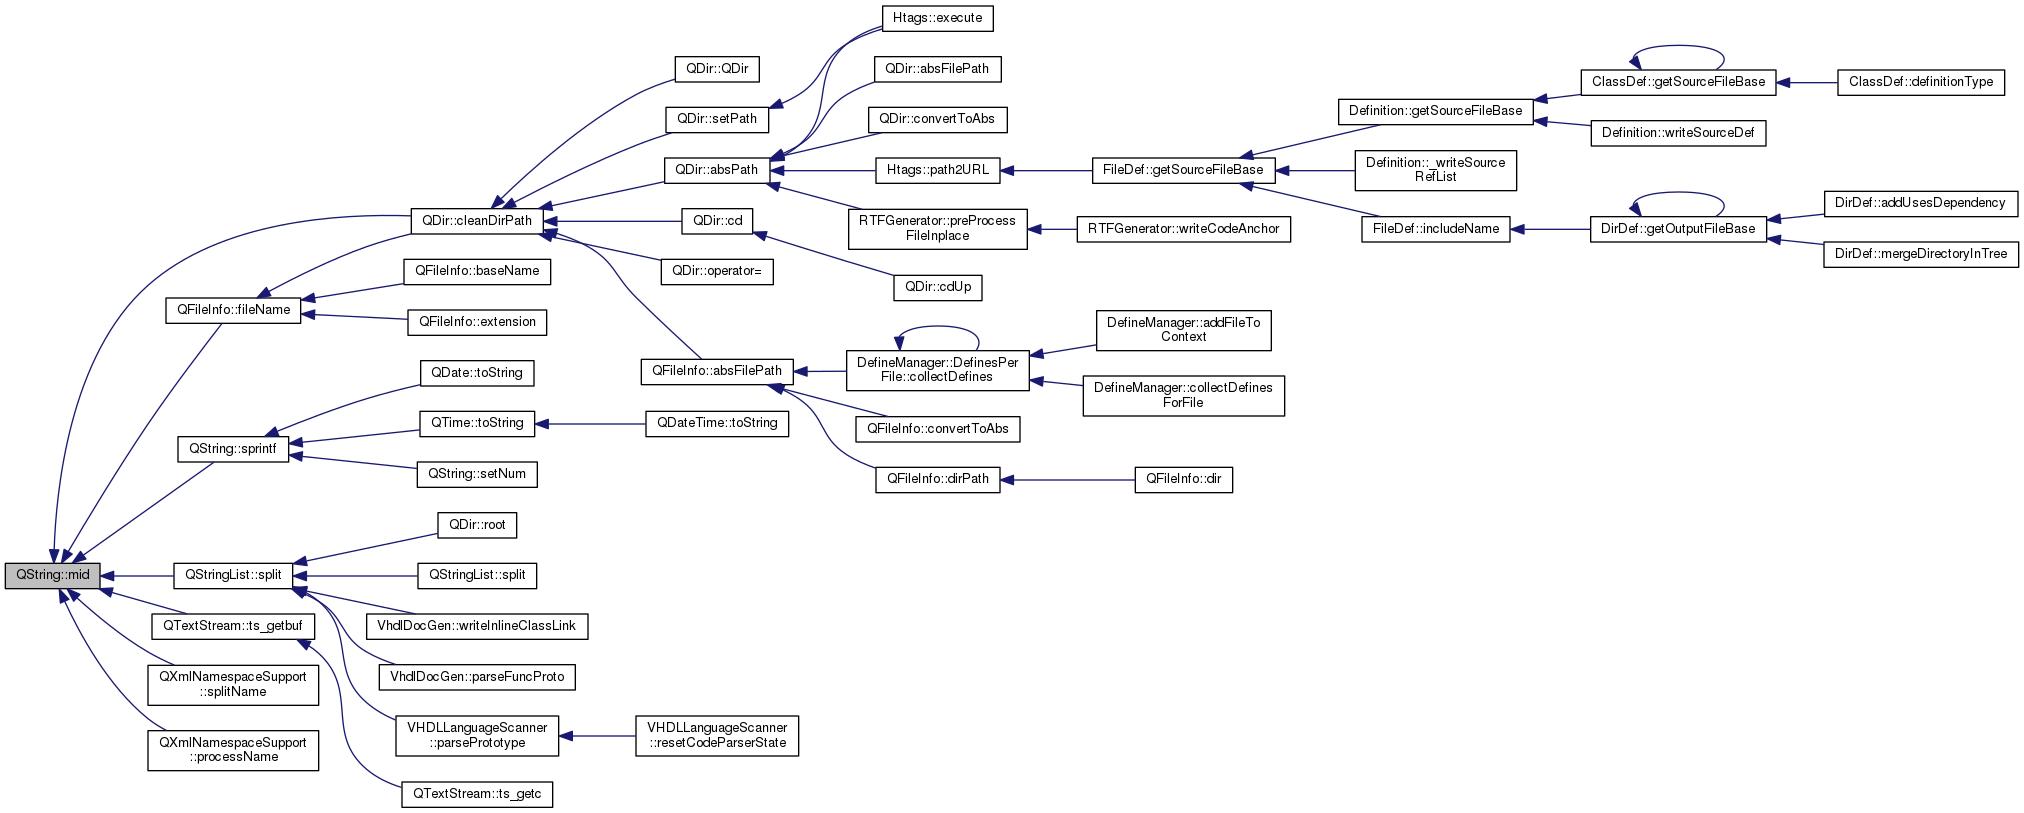 Htags::execute
QDir::QDir
QDir::absFilePath
ClassDef::getSourceFileBase
ClassDef::definitionType
QDir::setPath
QDir::convertToAbs
Definition::getSourceFileBase
Definition::writeSourceDef
QDir::absPath
Htags::path2URL
FileDef::getSourceFileBase
Definition::_writeSource
RefList
QDir::cleanDirPath
QDir::cd
RTFGenerator::preProcess
FileInplace
RTFGenerator::writeCodeAnchor
FileDef::includeName
DirDef::getOutputFileBase
DirDef::addUsesDependency
DirDef::mergeDirectoryInTree
QFileInfo::baseName
QDir::operator=
QDir::cdUp
QFileInfo::fileName
QFileInfo::extension
DefineManager::addFileTo
Context
QDate::toString
QFileInfo::absFilePath
DefineManager::DefinesPer
File::collectDefines
DefineManager::collectDefines
ForFile
QString::sprintf
QTime::toString
QDateTime::toString
QFileInfo::convertToAbs
QString::setNum
QFileInfo::dirPath
QFileInfo::dir
QDir::root
QString::mid
QStringList::split
QStringList::split
QTextStream::ts_getbuf
VhdlDocGen::writeInlineClassLink
QXmlNamespaceSupport
::splitName
VhdlDocGen::parseFuncProto
QXmlNamespaceSupport
::processName
VHDLLanguageScanner
::parsePrototype
VHDLLanguageScanner
::resetCodeParserState
QTextStream::ts_getc